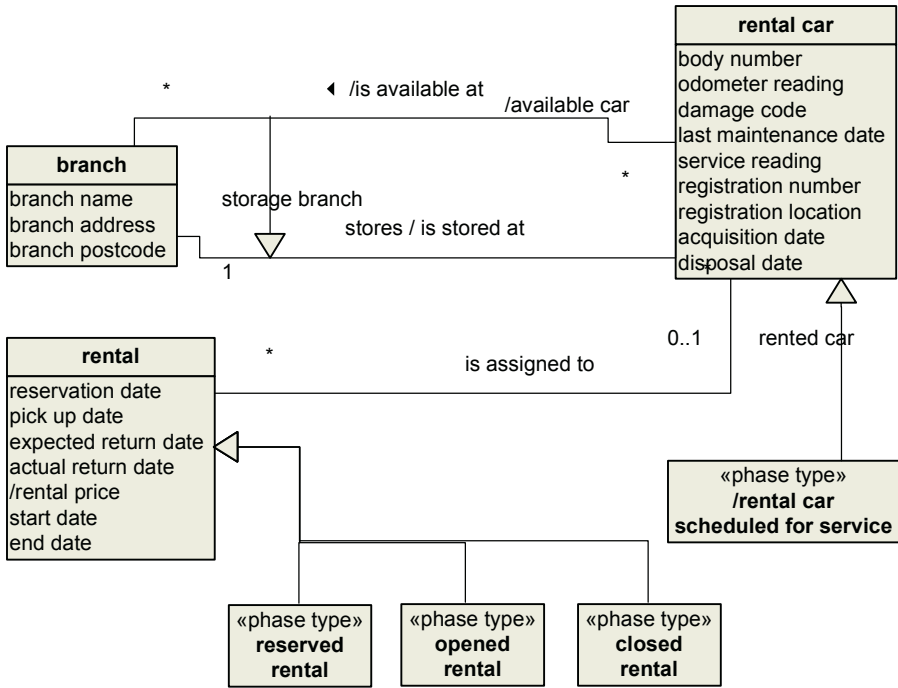 rental car
body number
odometer reading
damage code
last maintenance date
service reading
registration number
registration location
acquisition date
disposal date
*
/is available at
/available car
*
branch
branch name
branch address
branch postcode
storage branch
stores / is stored at
1
*
0..1
rented car
is assigned to
*
rental
reservation date
pick up date
expected return date
actual return date
/rental price
start date
end date
«phase type»
/rental car
scheduled for service
«phase type»
reserved
rental
«phase type»
opened
rental
«phase type»
closed
rental